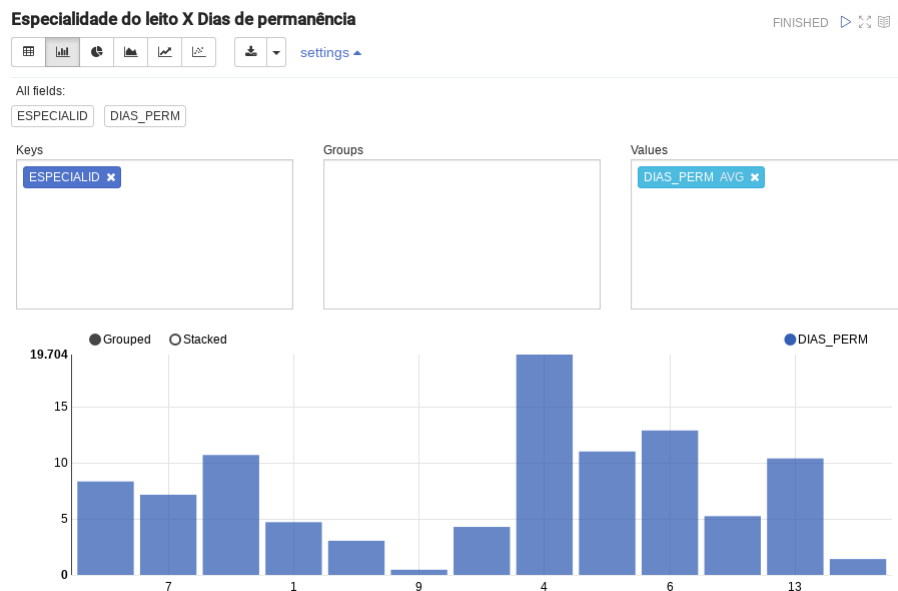 Especialidade do leito X Dias de permanência
FINISHED
settings
All fields:
ESPECIALID DIAS_PERM
Keys Groups Values
ESPECIALID DIAS_PERM AVG
Grouped Stacked DIAS_PERM
19.704
15
10
5
0
7 1 9 4 6 13